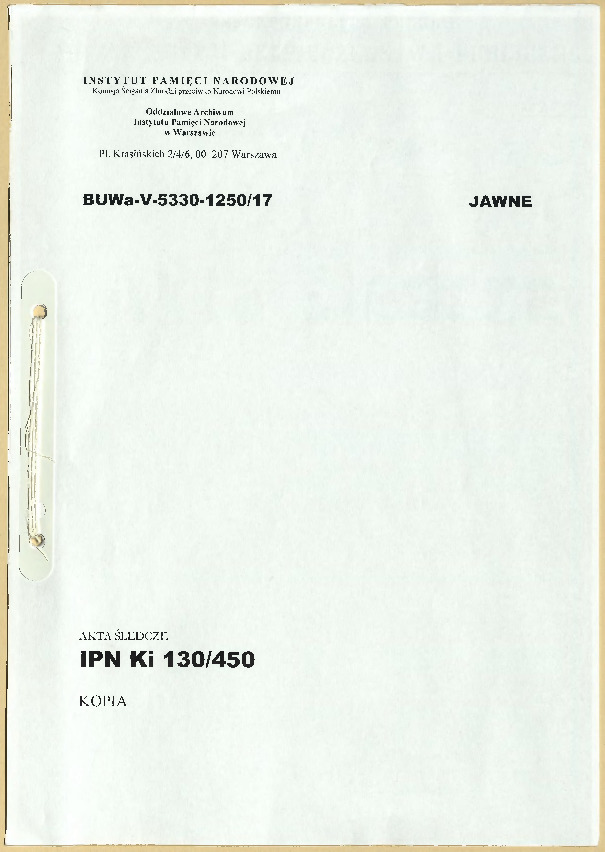 INSTYTUT PAMIĘCI NARODOWEJ
Komisja Ścigania Zbrodni przeciwko Narodowi Polskiemu
Oddziałowe Archiwum
Instytutu Pamięci Narodowej
w Warszawie
Pl. Krasińskich 2/4/6, 00-207 Warszawa
BUWa-V-5330-1250/17
JAWNE
AKTA ŚLEDCZE
IPN Ki 130/450
KOPIA